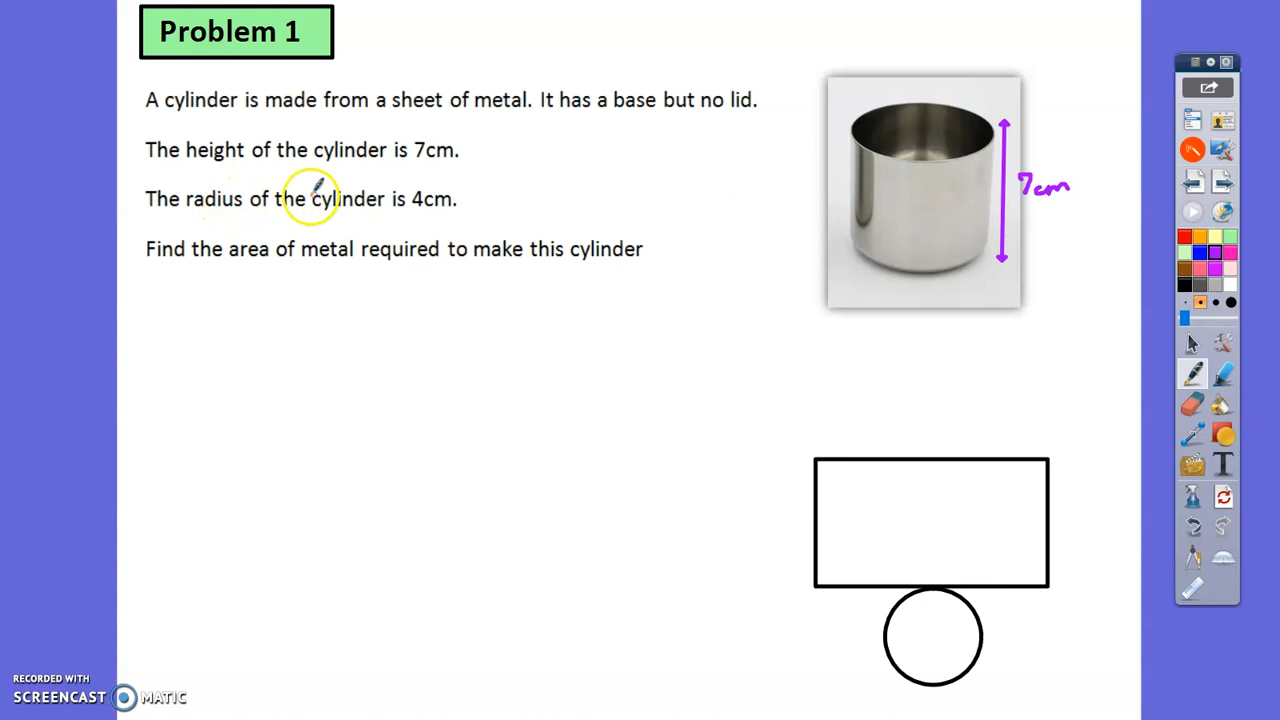 Problem 1
A cylinder is made from a sheet of metal. It has a base but no lid.
The height of the cylinder is 7cm.
The radius of the cylinder is 4cm.
Find the area of metal required to make this cylinder
7cm
T
RECORDED WITH
SCREENCAST MATIC